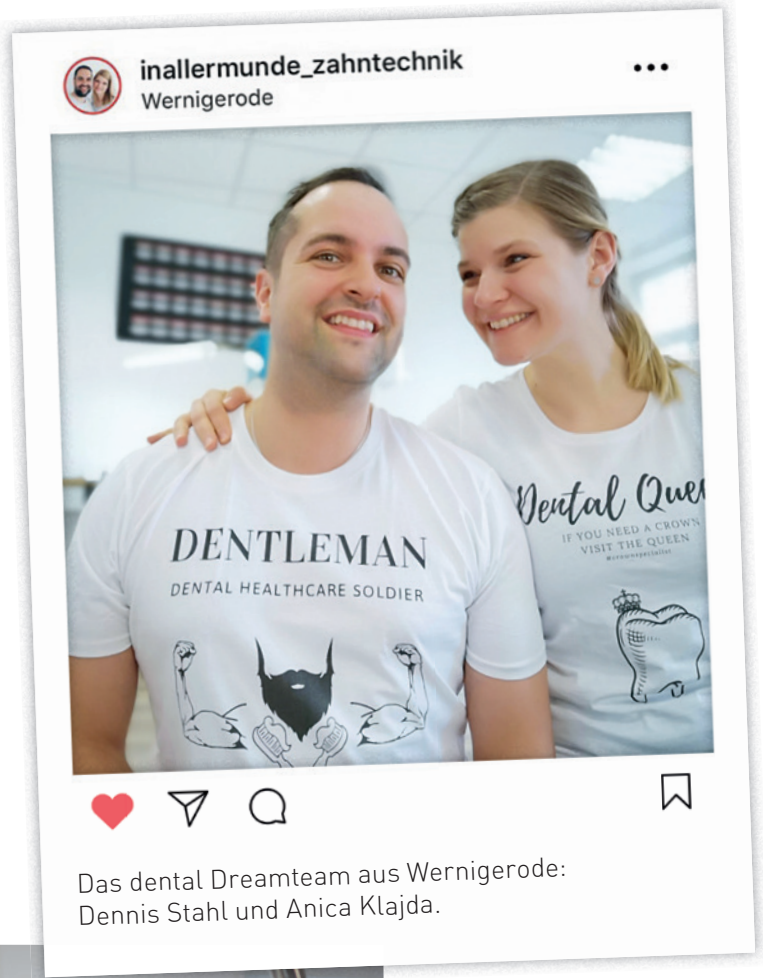 inallermunde_zahntechnik
Wernigerode
DENTLEMAN
DENTAL HEALTHCARE SOLDIER
Dental Quee
IF YOU NEED A CROWN
VISIT THE QUEEN
#crownspecialist
Das dental Dreamteam aus Wernigerode:
Dennis Stahl und Anica Klajda.